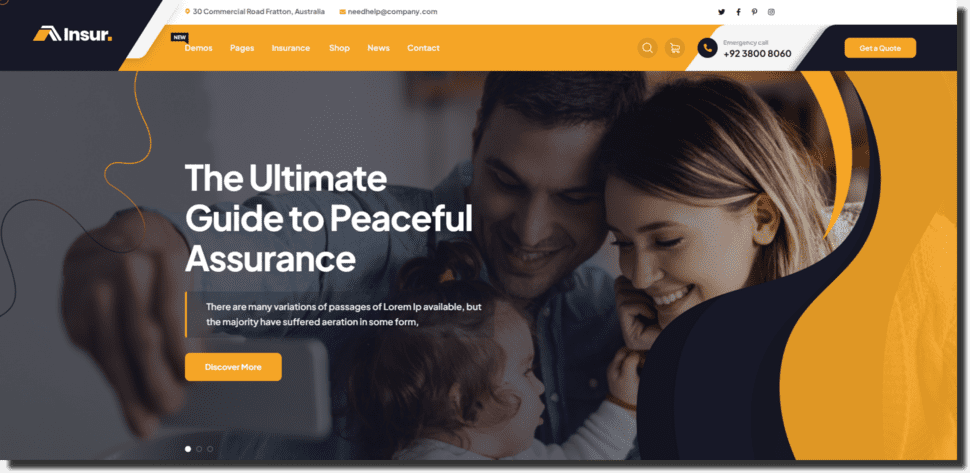 Insur.
30 Commercial Road Fratton, Australia
needhelp@company.com
NEW
Demos
Pages
Insurance
Shop
News
Contact
Emergency call
+92 3800 8060
Get a Quote
The Ultimate
Guide to Peaceful
Assurance
There are many variations of passages of Lorem Ip available, but
the majority have suffered aeration in some form,
Discover More